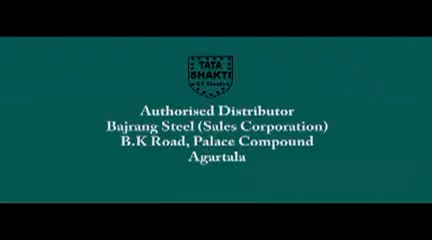 TATA
SHAKTI
Authorised Distributor
Bajrang Steel (Sales Corporation)
B.K Road, Palace Compound
Agartala